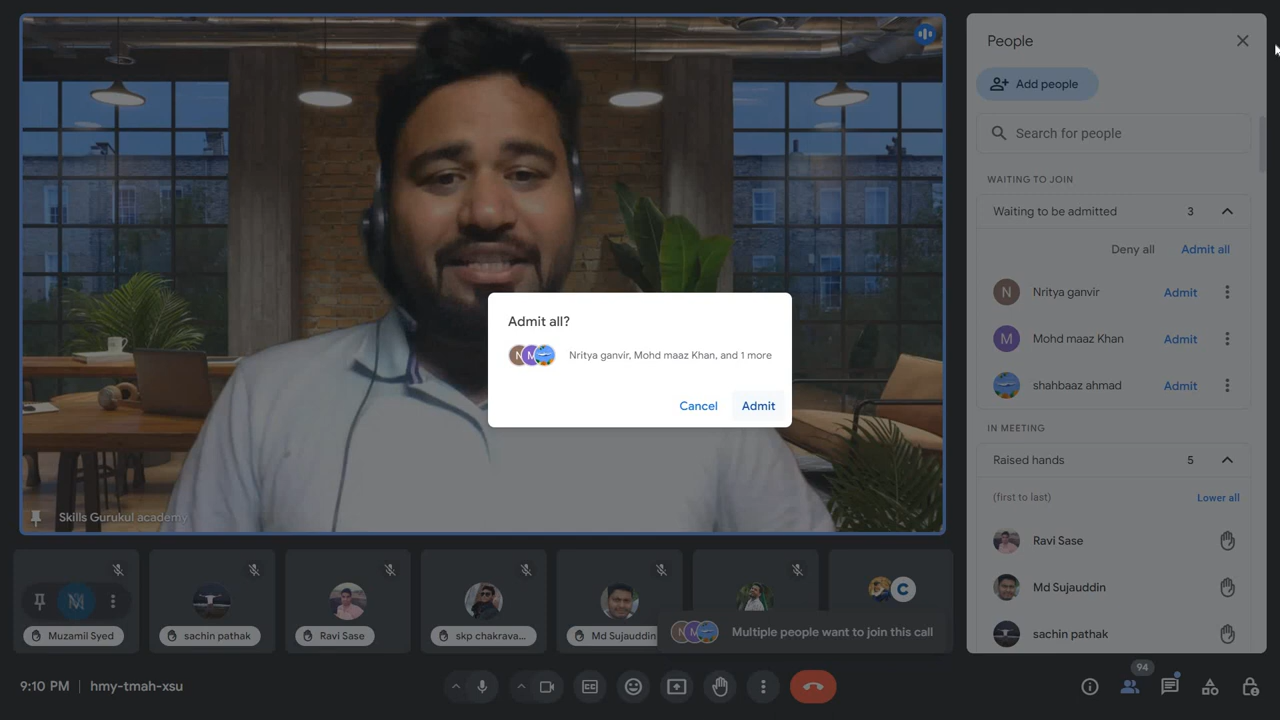 People
Add people
Search for people
WAITING TO JOIN
Waiting to be admitted 3
Deny all Admit all
N Nritya ganvir Admit
M Mohd maaz Khan Admit
shahbaaz ahmad Admit
IN MEETING
Raised hands 5
(first to last) Lower all
Ravi Sase
Md Sujauddin
sachin pathak
Admit all?
Nritya ganvir, Mohd maaz Khan, and 1 more
Cancel Admit
Skills Gurukul academy
Muzamil Syed
sachin pathak
Ravi Sase
skp chakrava...
Md Sujauddin
C
Multiple people want to join this call
9:10 PM | hmy-tmah-xsu
94